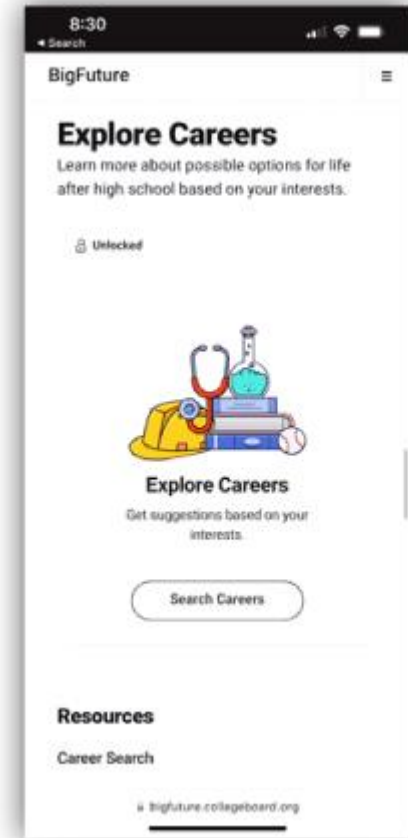 8:30
Search
BigFuture
Explore Careers
Learn more about possible options for life
after high school based on your interests.
Unlocked
Explore Careers
Get suggestions based on your
interests
Search Careers
Resources
Career Search
bigfuture.collegeboard.org